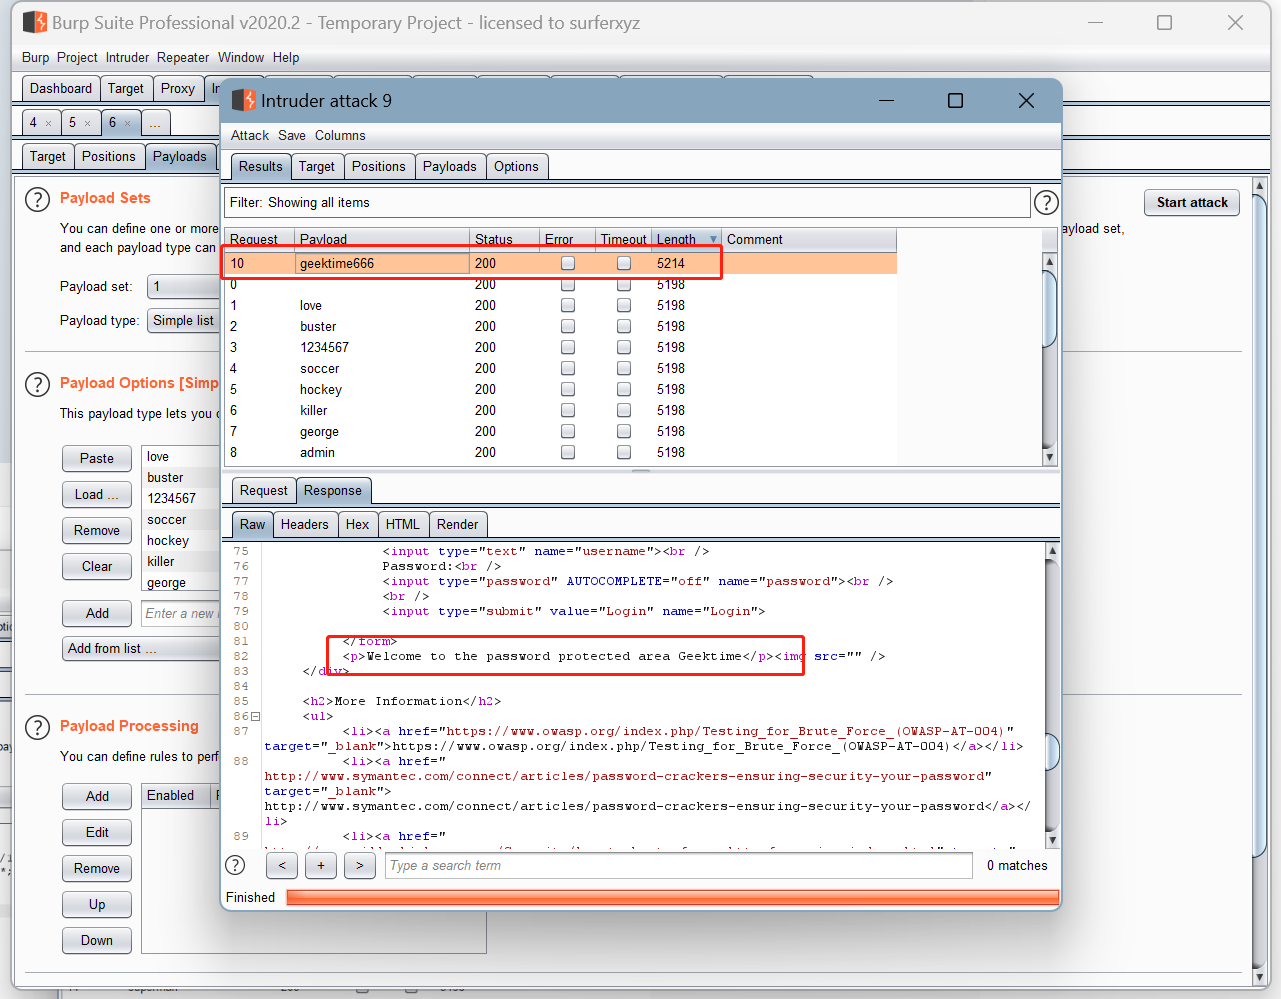 Burp Suite Professional v2020.2 - Temporary Project - licensed to surferxyz
Burp Project Intruder Repeater Window Help
Dashboard Target Proxy
4 × 5 × 6 × ...
Target Positions Payloads
? Payload Sets
Start attack
You can define one or more
ayload set,
and each payload type can
Payload set: 1
Payload type: Simple list
? Payload Options [Simp
This payload type lets you
Paste
Load ...
Remove
Clear
love
buster
1234567
soccer
hockey
killer
george
Add Enter a new
Add from list ...
? Payload Processing
You can define rules to perf
Add
Edit
Remove
Up
Down
Enabled
Intruder attack 9
Attack Save Columns
Results Target Positions Payloads Options
Filter: Showing all items ?
Request Payload Status Error Timeout Length Comment
10 geektime666 200 5214
0 200 5198
1 love 200 5198
2 buster 200 5198
3 1234567 200 5198
4 soccer 200 5198
5 hockey 200 5198
6 killer 200 5198
7 george 200 5198
8 admin 200 5198
Request Response
Raw Headers Hex HTML Render
75 <input type="text" name="username"><br />
76 Password:<br />
77 <input type="password" AUTOCOMPLETE="off" name="password"><br />
78 <br />
79 <input type="submit" value="Login" name="Login">
80
81 </form>
82 <p>Welcome to the password protected area Geektime</p><img src="" />
83 </div>
84
85 <h2>More Information</h2>
86 <ul>
87 <li><a href="https://www.owasp.org/index.php/Testing_for_Brute_Force_(OWASP-AT-004)"
target="_blank">https://www.owasp.org/index.php/Testing_for_Brute_Force_(OWASP-AT-004)</a></li>
88 <li><a href="
http://www.symantec.com/connect/articles/password-crackers-ensuring-security-your-password"
target="_blank">
http://www.symantec.com/connect/articles/password-crackers-ensuring-security-your-password</a></
li>
89 <li><a href="
? < + > Type a search term 0 matches
Finished